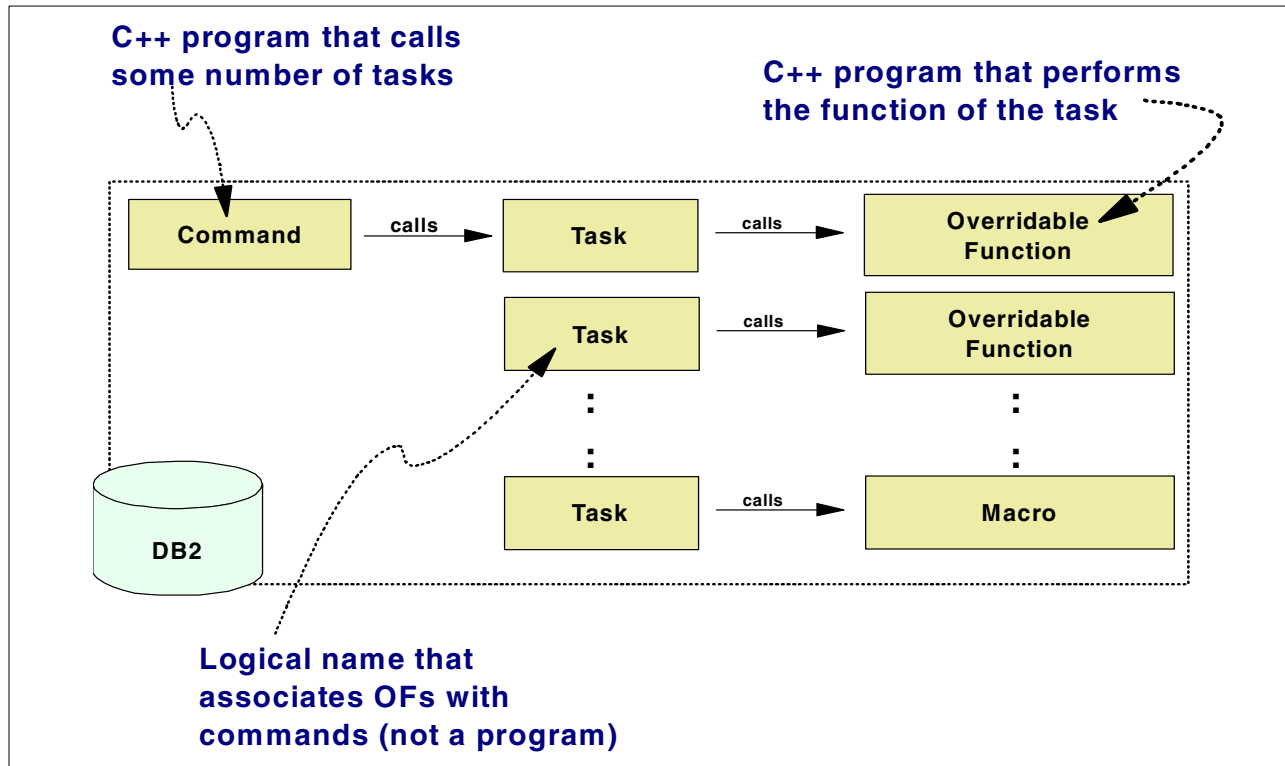 C++ program that calls
some number of tasks
C++ program that performs
the function of the task
Command
calls
Task
calls
Overridable
Function
Task
calls
Overridable
Function
:
:
:
:
Task
calls
Macro
DB2
Logical name that
associates OFs with
commands (not a program)